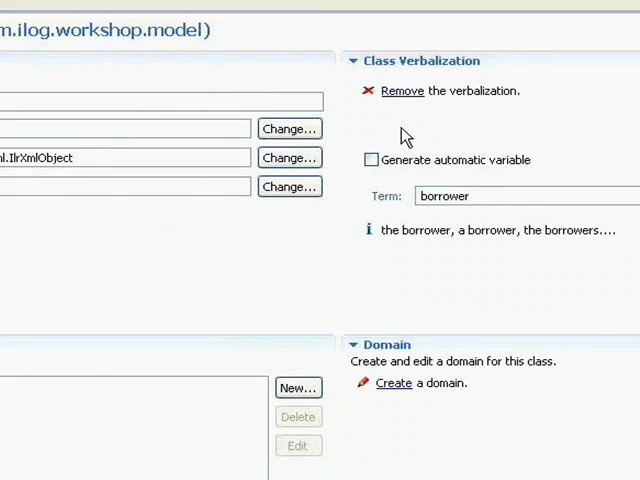 m.ilog.workshop.model)
Class Verbalization
Remove the verbalization.
Change...
Generate automatic variable
ml.IlrXmlObject
Change...
Change...
Term: borrower
i the borrower, a borrower, the borrowers....
Domain
Create and edit a domain for this class.
Create a domain.
New...
Delete
Edit